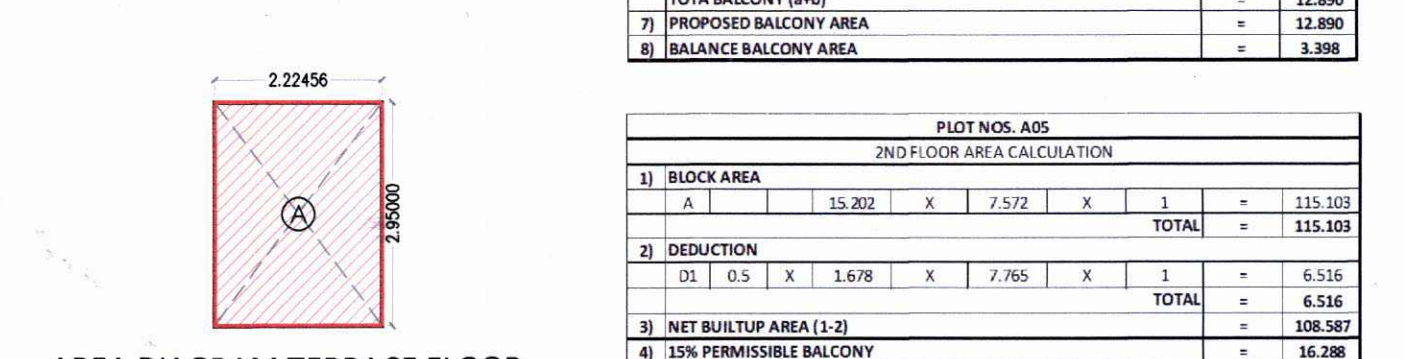 TOTA BALCONY (a+b) = 12.890
7) PROPOSED BALCONY AREA = 12.890
8) BALANCE BALCONY AREA = 3.398
2.22456
A
2.95000
AREA DIAGRAM TERRACE FLOOR
PLOT NOS. A05
2ND FLOOR AREA CALCULATION
1) BLOCK AREA
A 15.202 X 7.572 X 1 = 115.103
TOTAL = 115.103
2) DEDUCTION
D1 0.5 X 1.678 X 7.765 X 1 = 6.516
TOTAL = 6.516
3) NET BUILTUP AREA (1-2) = 108.587
4) 15% PERMISSIBLE BALCONY = 16.288